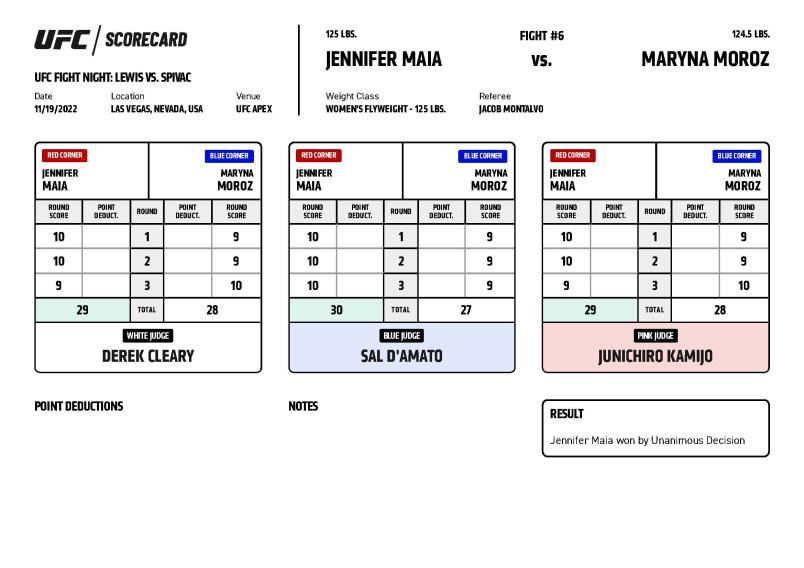 UFC / SCORECARD
UFC FIGHT NIGHT: LEWIS VS. SPIVAC
Date Location Venue
11/19/2022 LAS VEGAS, NEVADA, USA UFC APEX
125 LBS. FIGHT #6 124.5 LBS.
JENNIFER MAIA VS. MARYNA MOROZ
Weight Class Referee
WOMEN'S FLYWEIGHT - 125 LBS. JACOB MONTALVO
RED CORNER BLUE CORNER
JENNIFER MARYNA
MAIA MOROZ
ROUND POINT ROUND POINT ROUND
SCORE DEDUCT. DEDUCT. SCORE
10 1 9
10 2 9
9 3 10
29 TOTAL 28
WHITE JUDGE
DEREK CLEARY
RED CORNER BLUE CORNER
JENNIFER MARYNA
MAIA MOROZ
ROUND POINT ROUND POINT ROUND
SCORE DEDUCT. DEDUCT. SCORE
10 1 9
10 2 9
10 3 9
30 TOTAL 27
BLUE JUDGE
SAL D'AMATO
RED CORNER BLUE CORNER
JENNIFER MARYNA
MAIA MOROZ
ROUND POINT ROUND POINT ROUND
SCORE DEDUCT. DEDUCT. SCORE
10 1 9
10 2 9
9 3 10
29 TOTAL 28
PINK JUDGE
JUNICHIRO KAMIJO
POINT DEDUCTIONS
NOTES
RESULT
Jennifer Maia won by Unanimous Decision